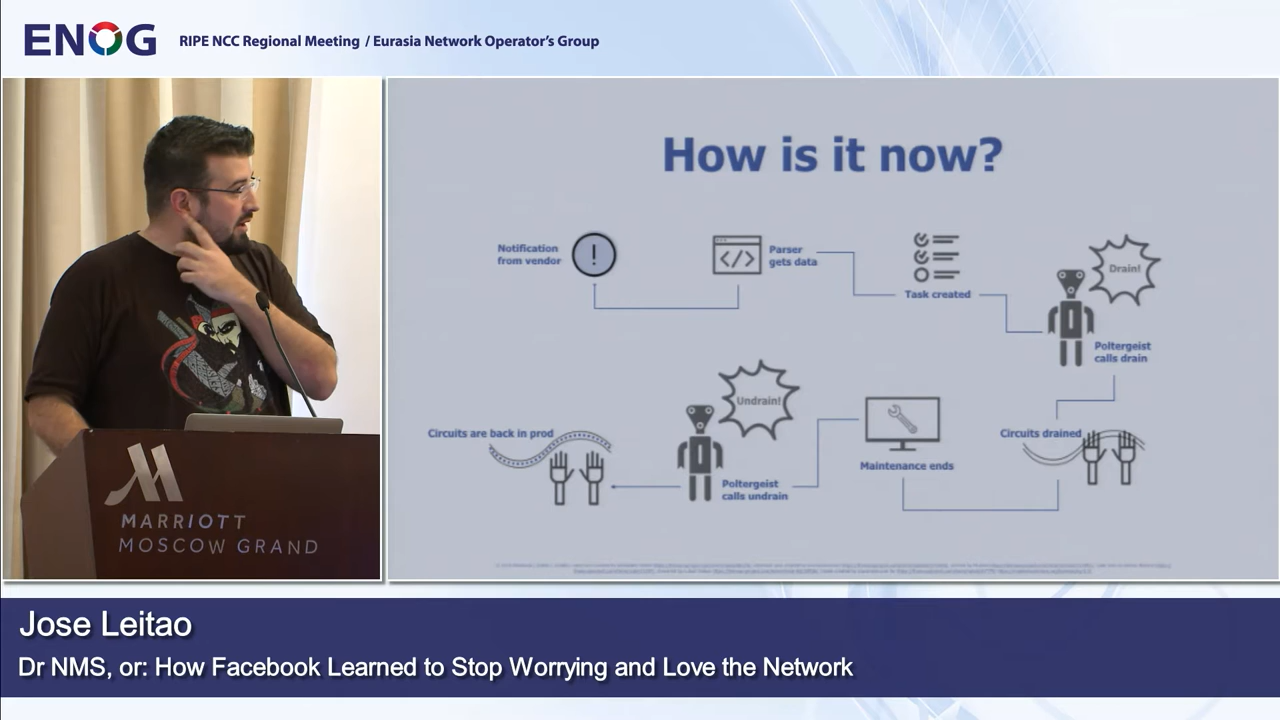 ENOG
RIPE NCC Regional Meeting / Eurasia Network Operator's Group
How is it now?
Notification
from vendor
!
</>
Parser
gets data
Task created
Drain!
Poltergeist
calls drain
Circuits are back in prod
Undrain!
Poltergeist
calls undrain
Maintenance ends
Circuits drained
MARRIOTT
MOSCOW GRAND
Jose Leitao
Dr NMS, or: How Facebook Learned to Stop Worrying and Love the Network